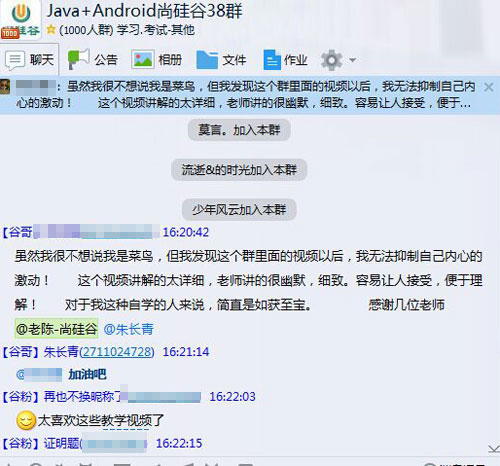 Java+Android尚硅谷38群
(1000人群) 学习.考试-其他
聊天 公告 相册 文件 作业
：虽然我很不想说我是菜鸟，但我发现这个群里面的视频以后，我无法抑制自己内
心的激动！ 这个视频讲解的太详细，老师讲的很幽默，细致。容易让人接受，便于...
莫言。加入本群
流逝&的时光加入本群
少年风云加入本群
【谷哥】 16:20:42
虽然我很不想说我是菜鸟，但我发现这个群里面的视频以后，我无法抑制自己内心的
激动！ 这个视频讲解的太详细，老师讲的很幽默，细致。容易让人接受，便于理
解！ 对于我这种自学的人来说，简直是如获至宝。 感谢几位老师
@老陈-尚硅谷 @朱长青
【谷哥】朱长青(2711024728) 16:21:14
@ 加油吧
【谷粉】再也不换昵称了 16:22:03
太喜欢这些教学视频了
【谷粉】证明题( 16:22:15